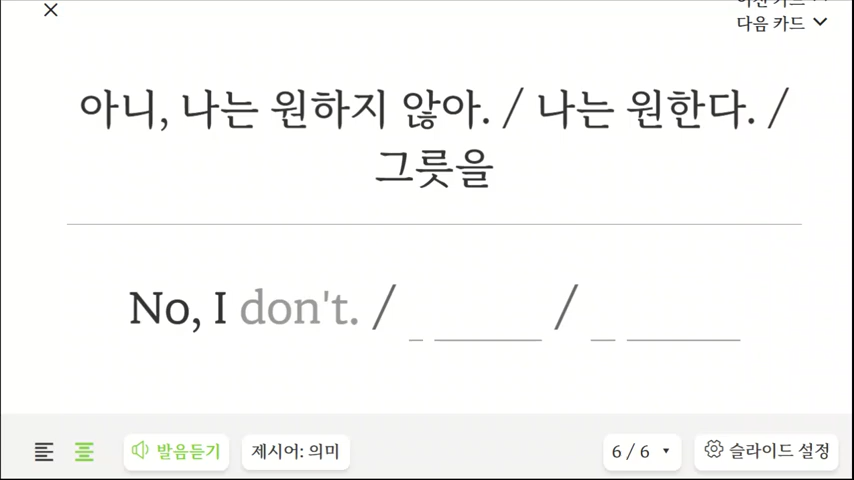 다음 카드
아니, 나는 원하지 않아. / 나는 원한다. /
그릇을
No, I don't. / _ _____ / _ _____
발음듣기
제시어: 의미
6 / 6
슬라이드 설정